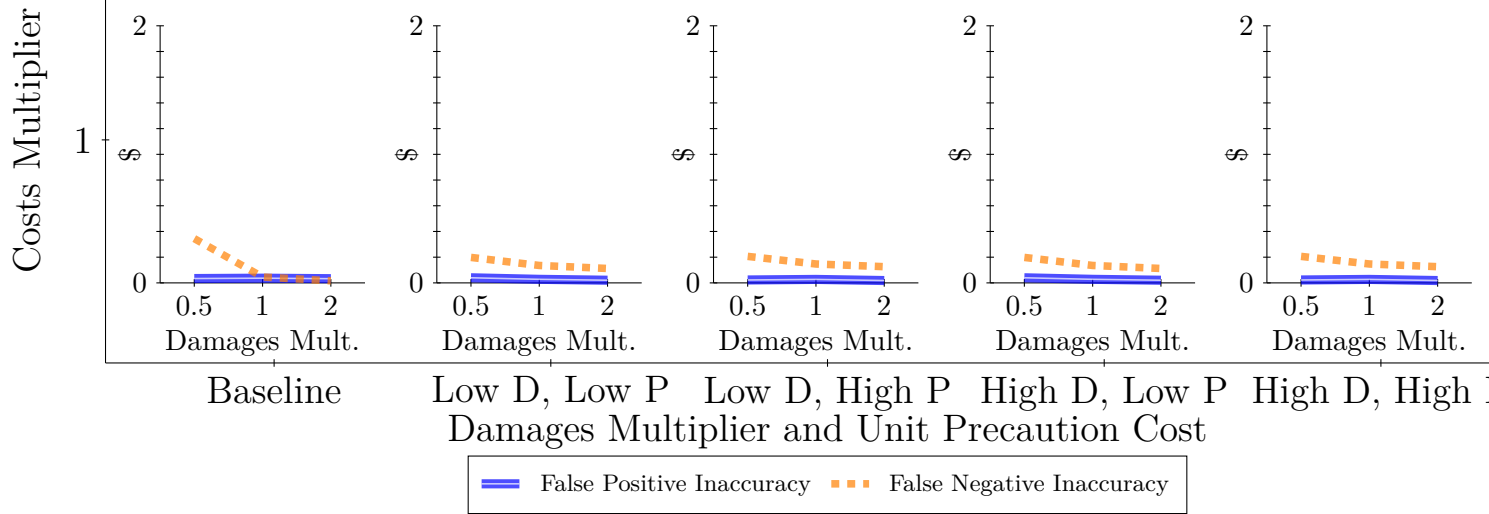 Costs Multiplier
1
2
$
0
0.5 1 2
Damages Mult.
2
$
0
0.5 1 2
Damages Mult.
2
$
0
0.5 1 2
Damages Mult.
2
$
0
0.5 1 2
Damages Mult.
2
$
0
0.5 1 2
Damages Mult.
Baseline
Low D, Low P
Low D, High P
High D, Low P
High D, High
Damages Multiplier and Unit Precaution Cost
False Positive Inaccuracy
False Negative Inaccuracy